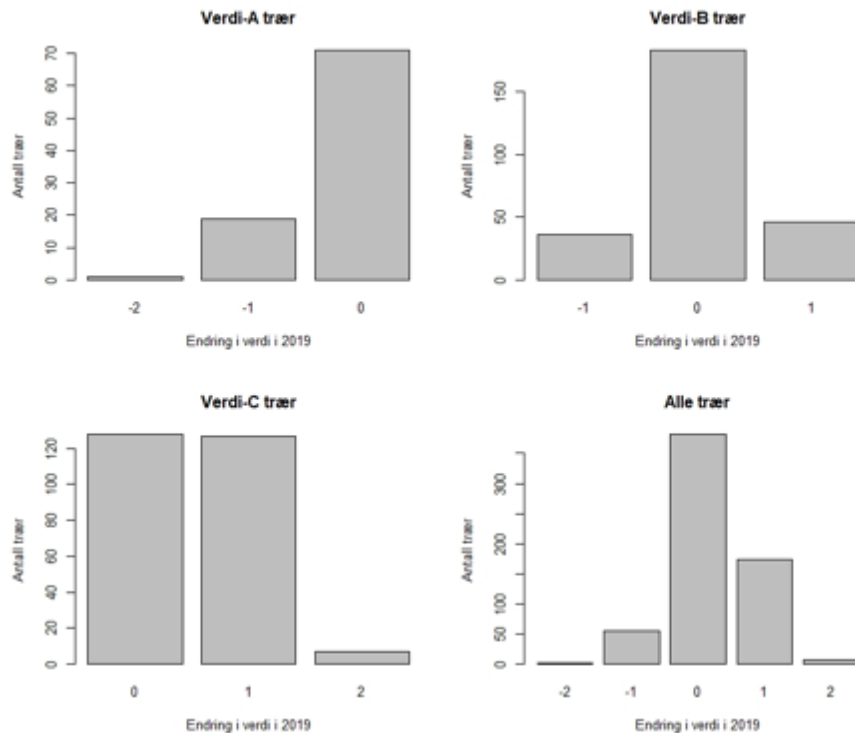 Verdi-A trær
Antall trær
70
60
50
40
30
20
10
0
-2 -1 0
Endring i verdi i 2019
Verdi-B trær
Antall trær
150
100
50
0
-1 0 1
Endring i verdi i 2019
Verdi-C trær
Antall trær
120
100
80
60
40
20
0
0 1 2
Endring i verdi i 2019
Alle trær
Antall trær
300
200
100
50
0
-2 -1 0 1 2
Endring i verdi i 2019